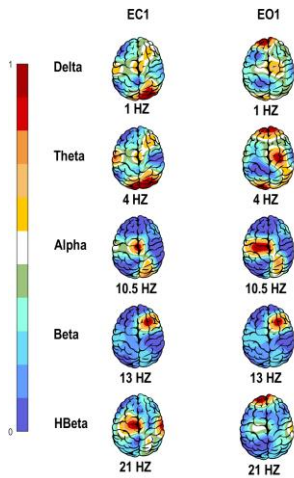 EC1 EO1
1
Delta
1 HZ 1 HZ
Theta
4 HZ 4 HZ
Alpha
10.5 HZ 10.5 HZ
Beta
13 HZ 13 HZ
0
HBeta
21 HZ 21 HZ